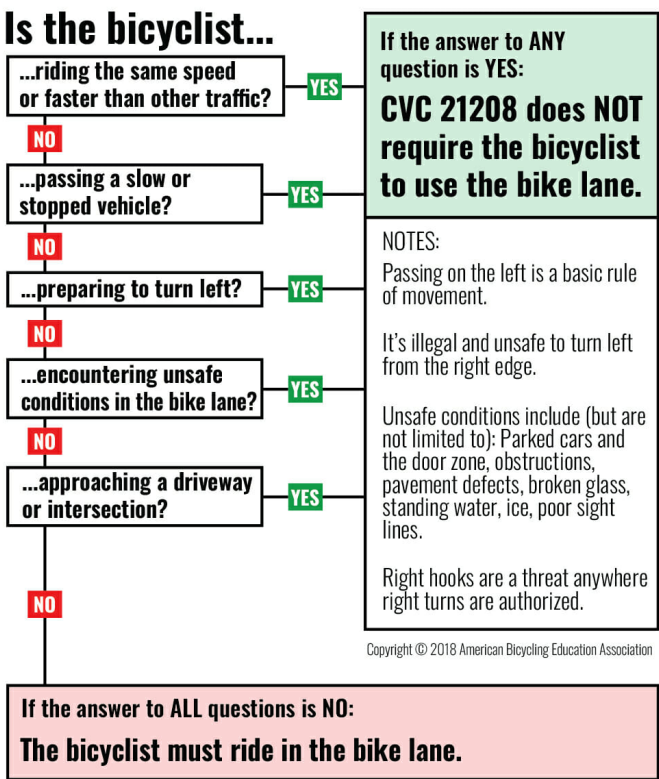 Is the bicyclist...
...riding the same speed
or faster than other traffic?
YES
NO
...passing a slow or
stopped vehicle?
YES
NO
...preparing to turn left?
YES
NO
...encountering unsafe
conditions in the bike lane?
YES
NO
...approaching a driveway
or intersection?
YES
NO
If the answer to ANY
question is YES:
CVC 21208 does NOT
require the bicyclist
to use the bike lane.
NOTES:
Passing on the left is a basic rule
of movement.
It's illegal and unsafe to turn left
from the right edge.
Unsafe conditions include (but are
not limited to): Parked cars and
the door zone, obstructions,
pavement defects, broken glass,
standing water, ice, poor sight
lines.
Right hooks are a threat anywhere
right turns are authorized.
Copyright © 2018 American Bicycling Education Association
If the answer to ALL questions is NO:
The bicyclist must ride in the bike lane.